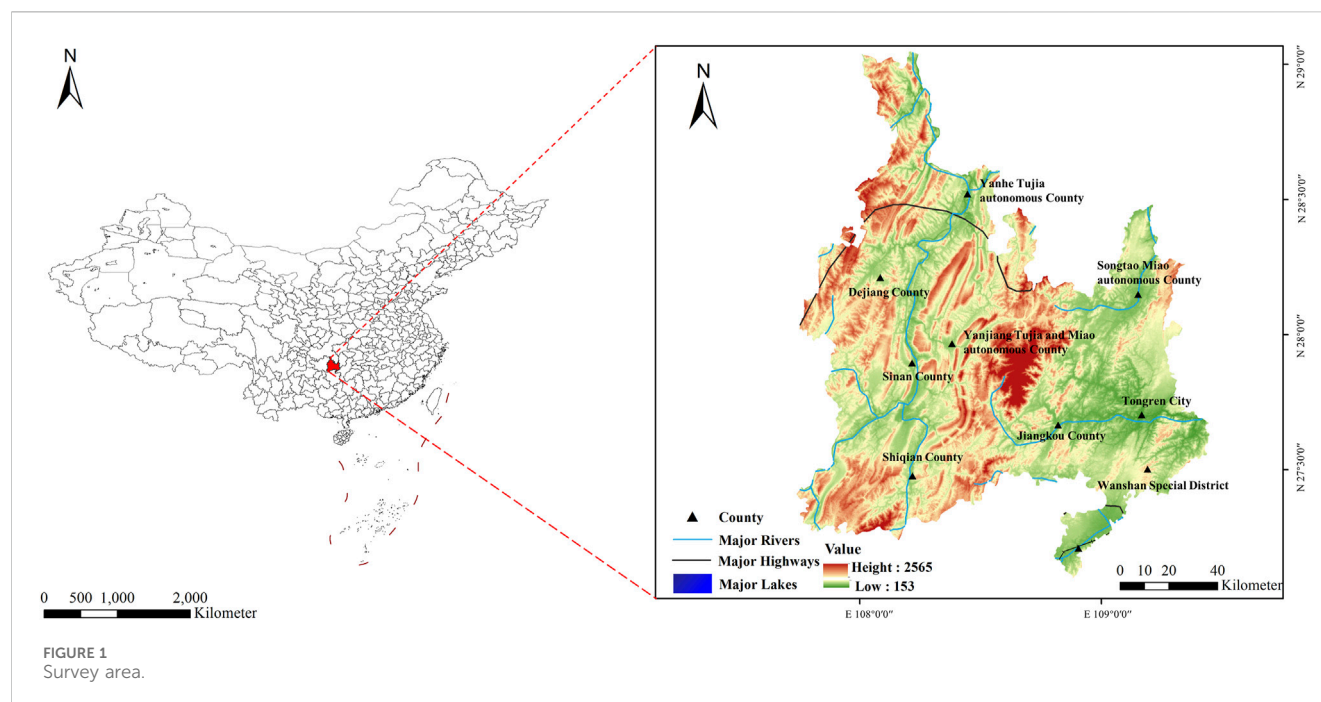 N
0 500 1,000 2,000
Kilometer
N
Yanhe Tujia
autonomous County
Songtao Miao
autonomous County
Dejiang County
Yanjiang Tujia and Miao
autonomous County
Sinan County
Tongren City
Jiangkou County
Shiqian County
Wanshan Special District
County
Major Rivers
Major Highways
Major Lakes
Value
Height : 2565
Low : 153
0 10 20 40
Kilometer
N 29°0'0"
N 28°30'0"
N 28°0'0"
N 27°30'0"
E 108°0'0"
E 109°0'0"
FIGURE 1
Survey area.